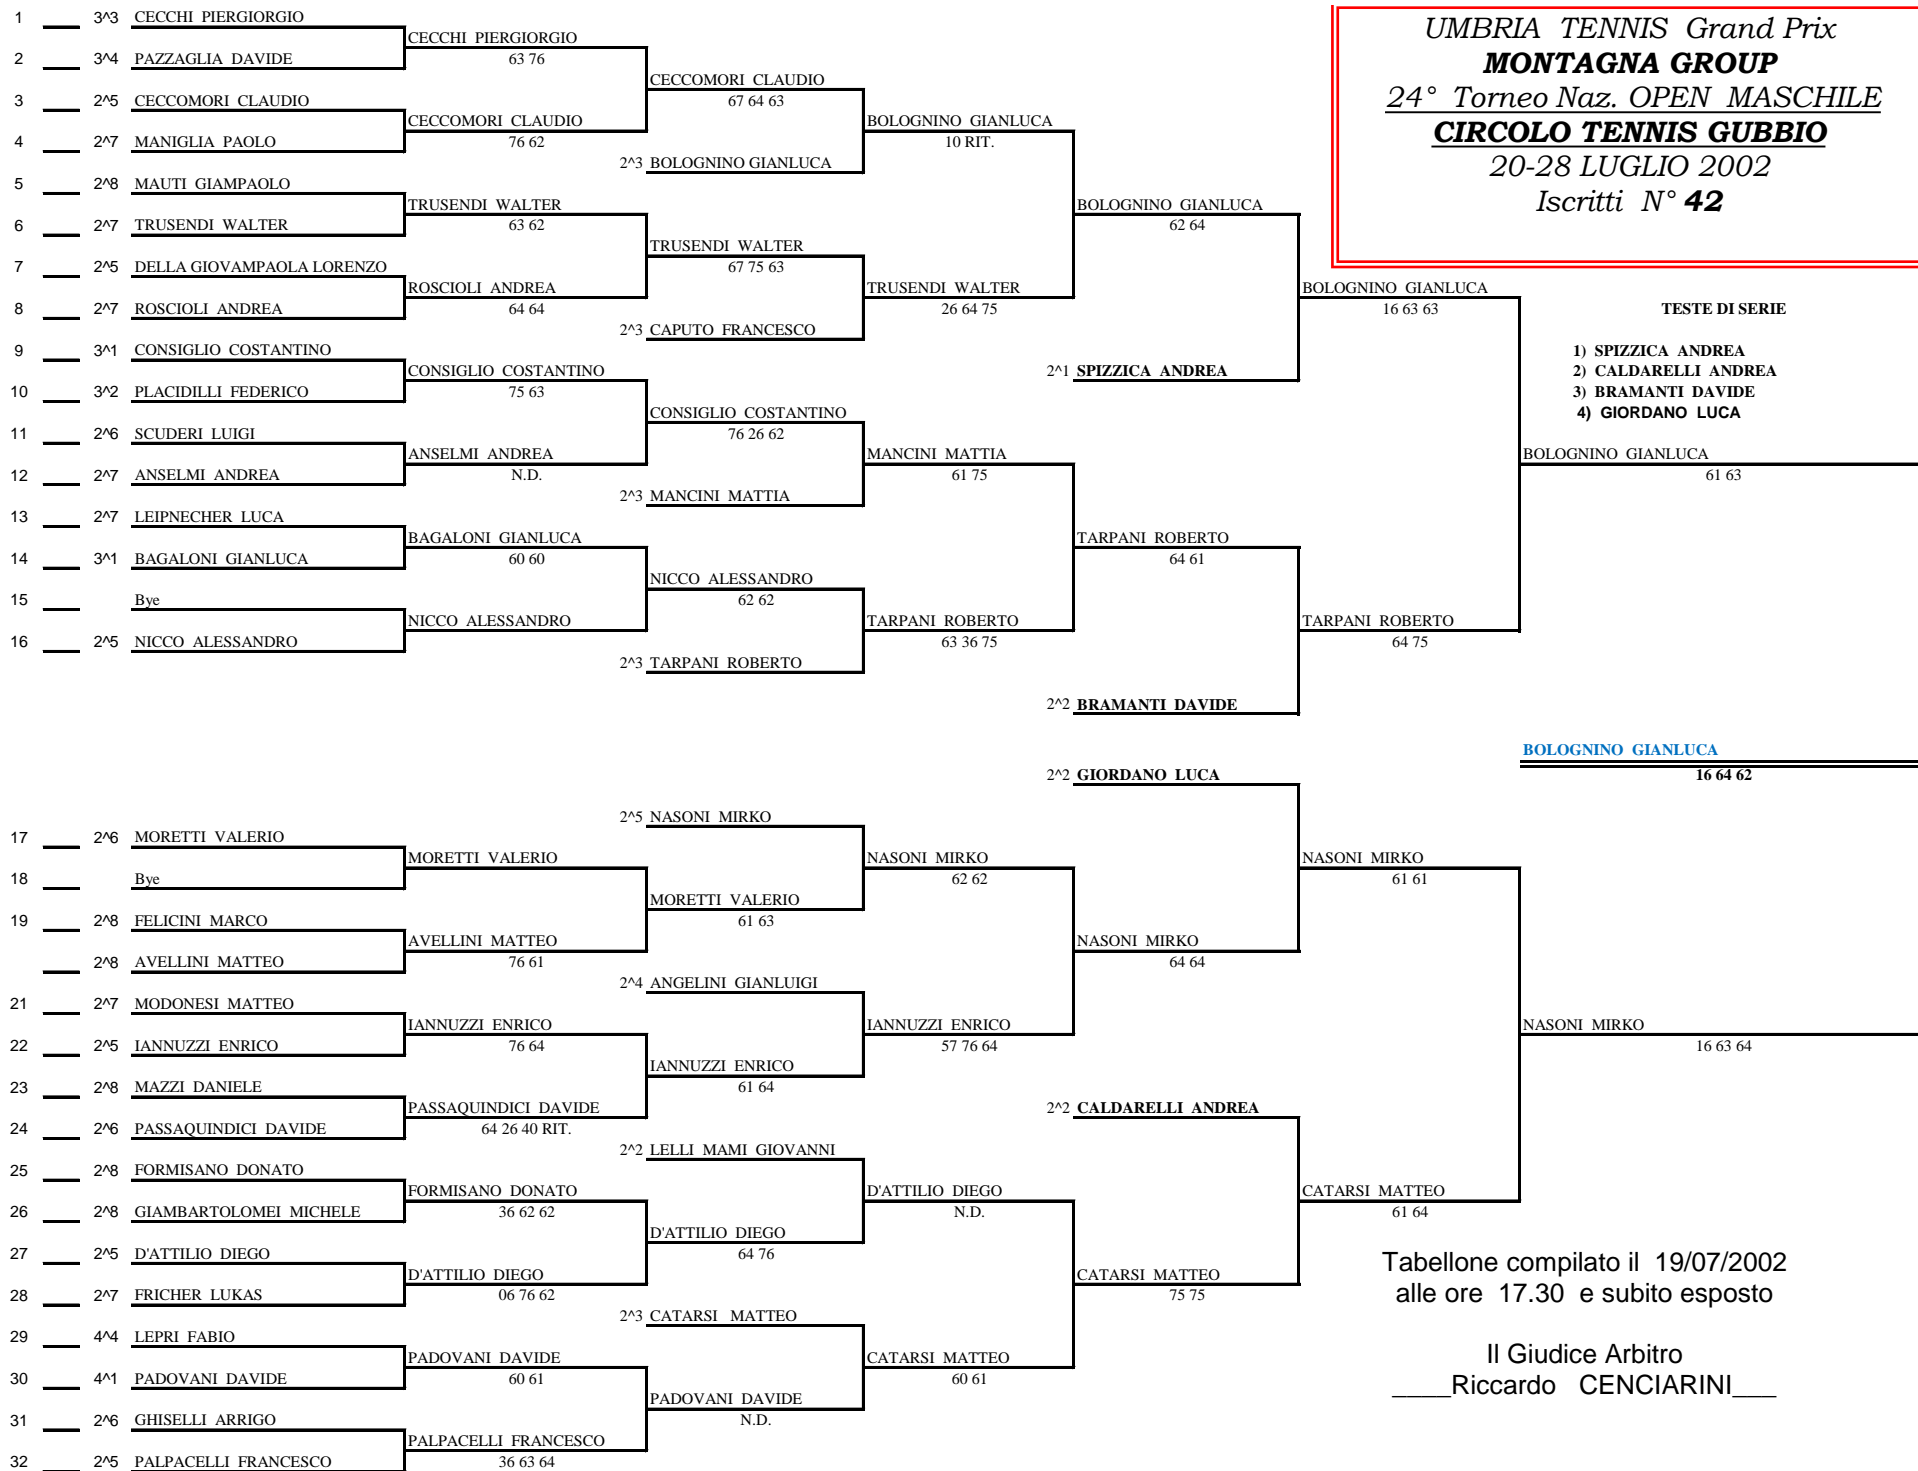 UMBRIA TENNIS Grand Prix
MONTAGNA GROUP
24° Torneo Naz. OPEN MASCHILE
CIRCOLO TENNIS GUBBIO
20-28 LUGLIO 2002
Iscritti N° 42
TESTE DI SERIE
1) SPIZZICA ANDREA
2) CALDARELLI ANDREA
3) BRAMANTI DAVIDE
4) GIORDANO LUCA
1 3^3 CECCHI PIERGIORGIO
2 3^4 PAZZAGLIA DAVIDE
3 2^5 CECCOMORI CLAUDIO
4 2^7 MANIGLIA PAOLO
5 2^8 MAUTI GIAMPAOLO
6 2^7 TRUSENDI WALTER
7 2^5 DELLA GIOVAMPAOLA LORENZO
8 2^7 ROSCIOLI ANDREA
9 3^1 CONSIGLIO COSTANTINO
10 3^2 PLACIDILLI FEDERICO
11 2^6 SCUDERI LUIGI
12 2^7 ANSELMI ANDREA
13 2^7 LEIPNECHER LUCA
14 3^1 BAGALONI GIANLUCA
15 Bye
16 2^5 NICCO ALESSANDRO
CECCHI PIERGIORGIO
63 76
CECCOMORI CLAUDIO
76 62
TRUSENDI WALTER
63 62
ROSCIOLI ANDREA
64 64
CONSIGLIO COSTANTINO
75 63
ANSELMI ANDREA
N.D.
BAGALONI GIANLUCA
60 60
NICCO ALESSANDRO
CECCOMORI CLAUDIO
67 64 63
2^3 BOLOGNINO GIANLUCA
TRUSENDI WALTER
67 75 63
2^3 CAPUTO FRANCESCO
CONSIGLIO COSTANTINO
76 26 62
2^3 MANCINI MATTIA
NICCO ALESSANDRO
62 62
2^3 TARPANI ROBERTO
BOLOGNINO GIANLUCA
10 RIT.
TRUSENDI WALTER
26 64 75
MANCINI MATTIA
61 75
TARPANI ROBERTO
63 36 75
BOLOGNINO GIANLUCA
62 64
2^1 SPIZZICA ANDREA
TARPANI ROBERTO
64 61
2^2 BRAMANTI DAVIDE
BOLOGNINO GIANLUCA
16 63 63
TARPANI ROBERTO
64 75
BOLOGNINO GIANLUCA
61 63
BOLOGNINO GIANLUCA
16 64 62
17 2^6 MORETTI VALERIO
18 Bye
19 2^8 FELICINI MARCO
2^8 AVELLINI MATTEO
21 2^7 MODONESI MATTEO
22 2^5 IANNUZZI ENRICO
23 2^8 MAZZI DANIELE
24 2^6 PASSAQUINDICI DAVIDE
25 2^8 FORMISANO DONATO
26 2^8 GIAMBARTOLOMEI MICHELE
27 2^5 D'ATTILIO DIEGO
28 2^7 FRICHER LUKAS
29 4^4 LEPRI FABIO
30 4^1 PADOVANI DAVIDE
31 2^6 GHISELLI ARRIGO
32 2^5 PALPACELLI FRANCESCO
MORETTI VALERIO
AVELLINI MATTEO
76 61
IANNUZZI ENRICO
76 64
PASSAQUINDICI DAVIDE
64 26 40 RIT.
FORMISANO DONATO
36 62 62
D'ATTILIO DIEGO
06 76 62
PADOVANI DAVIDE
60 61
PALPACELLI FRANCESCO
36 63 64
2^5 NASONI MIRKO
MORETTI VALERIO
61 63
2^4 ANGELINI GIANLUIGI
IANNUZZI ENRICO
61 64
2^2 LELLI MAMI GIOVANNI
D'ATTILIO DIEGO
64 76
2^3 CATARSI MATTEO
PADOVANI DAVIDE
N.D.
NASONI MIRKO
62 62
IANNUZZI ENRICO
57 76 64
D'ATTILIO DIEGO
N.D.
CATARSI MATTEO
60 61
2^2 GIORDANO LUCA
NASONI MIRKO
64 64
2^2 CALDARELLI ANDREA
CATARSI MATTEO
75 75
NASONI MIRKO
61 61
CATARSI MATTEO
61 64
NASONI MIRKO
16 63 64
Tabellone compilato il 19/07/2002
alle ore 17.30 e subito esposto
Il Giudice Arbitro
____Riccardo CENCIARINI___